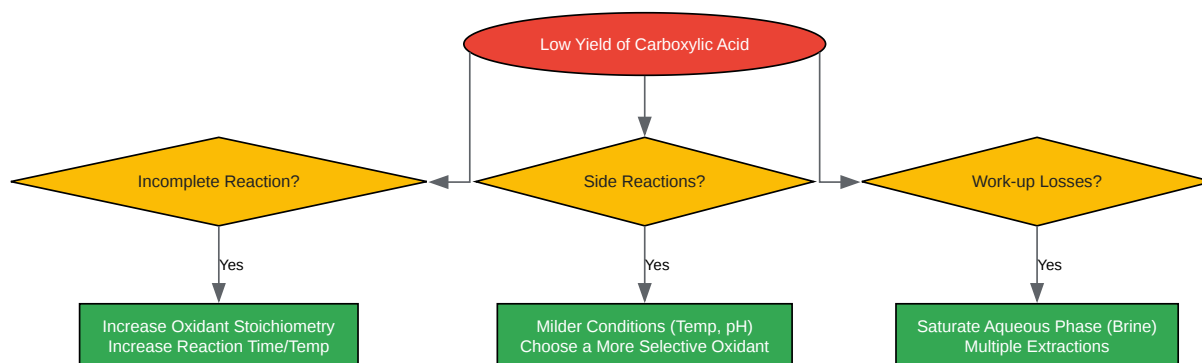 Low Yield of Carboxylic Acid
Incomplete Reaction?
Side Reactions?
Work-up Losses?
Yes
Yes
Yes
Increase Oxidant Stoichiometry
Increase Reaction Time/Temp
Milder Conditions (Temp, pH)
Choose a More Selective Oxidant
Saturate Aqueous Phase (Brine)
Multiple Extractions